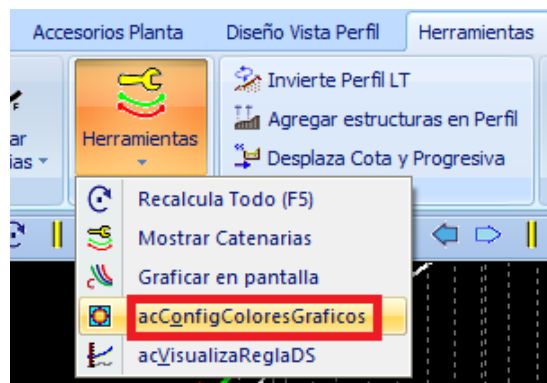 Accesorios Planta Diseño Vista Perfil Herramientas
Invierte Perfil LT
Agregar estructuras en Perfil
Desplaza Cota y Progresiva
Herramientas
Recalcula Todo (F5)
Mostrar Catenarias
Graficar en pantalla
acConfigColoresGraficos
acVisualizaReglaDS